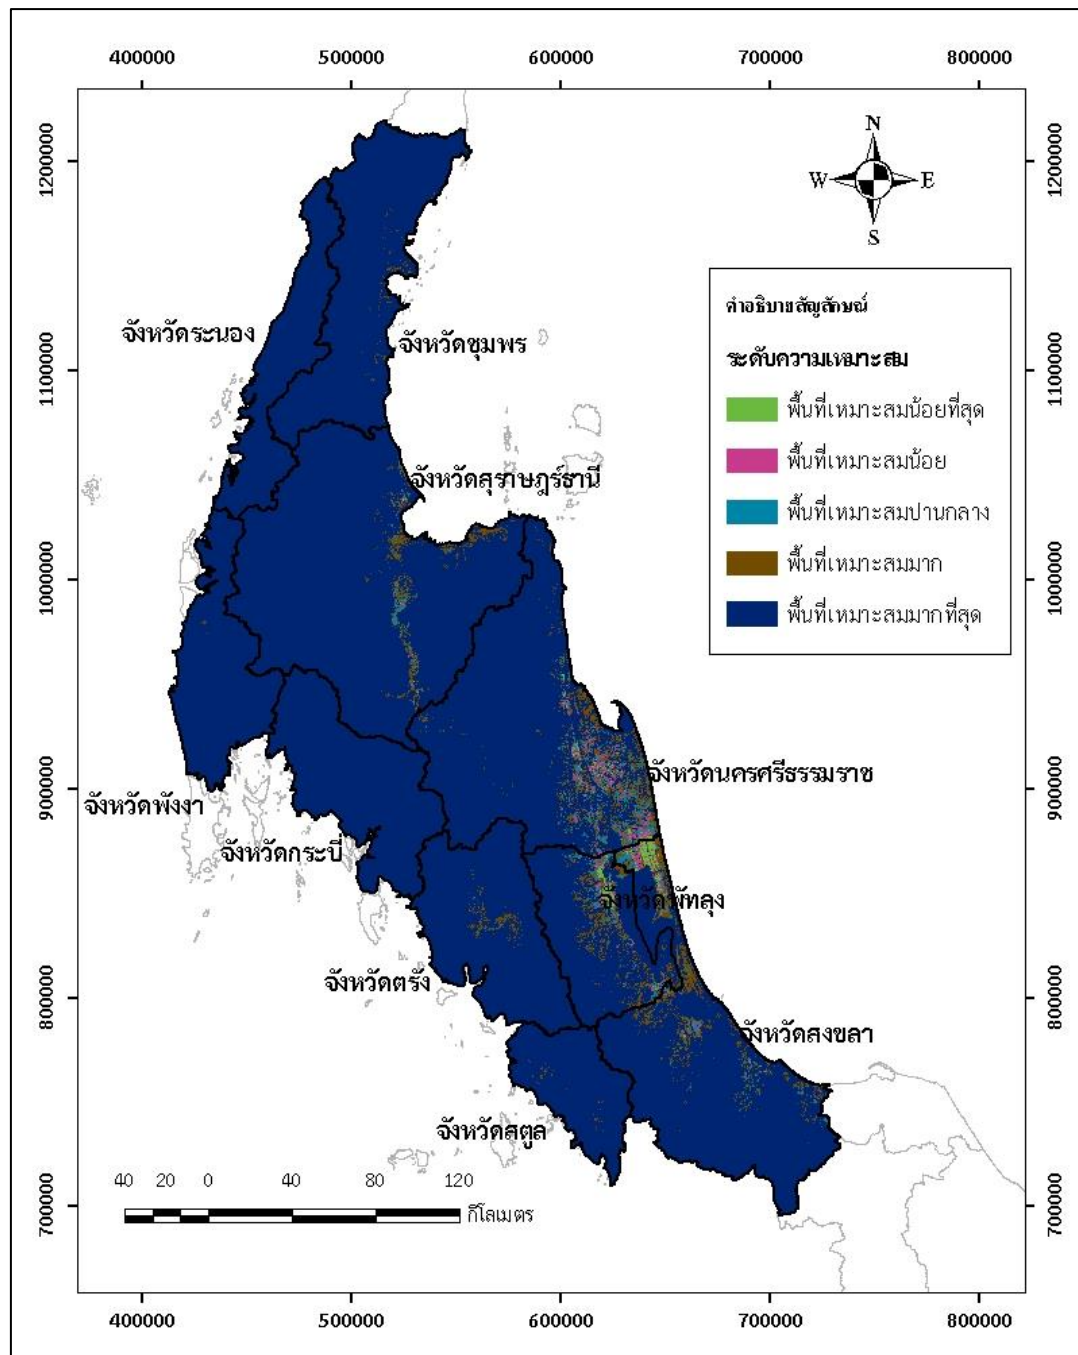 400000 500000 600000 700000 800000
N
W E
S
1200000 1200000
คำอธิบายสัญลักษณ์
ระดับความเหมาะสม
พื้นที่เหมาะสมน้อยที่สุด
พื้นที่เหมาะสมน้อย
พื้นที่เหมาะสมปานกลาง
พื้นที่เหมาะสมมาก
พื้นที่เหมาะสมมากที่สุด
จังหวัดระนอง
จังหวัดชุมพร
1100000 1100000
จังหวัดสุราษฎร์ธานี
1000000 1000000
จังหวัดนครศรีธรรมราช
900000 900000
จังหวัดพังงา
จังหวัดกระบี่
จังหวัดพัทลุง
จังหวัดตรัง
800000 800000
จังหวัดสงขลา
จังหวัดสตูล
40 20 0 40 80 120
กิโลเมตร
700000 700000
400000 500000 600000 700000 800000